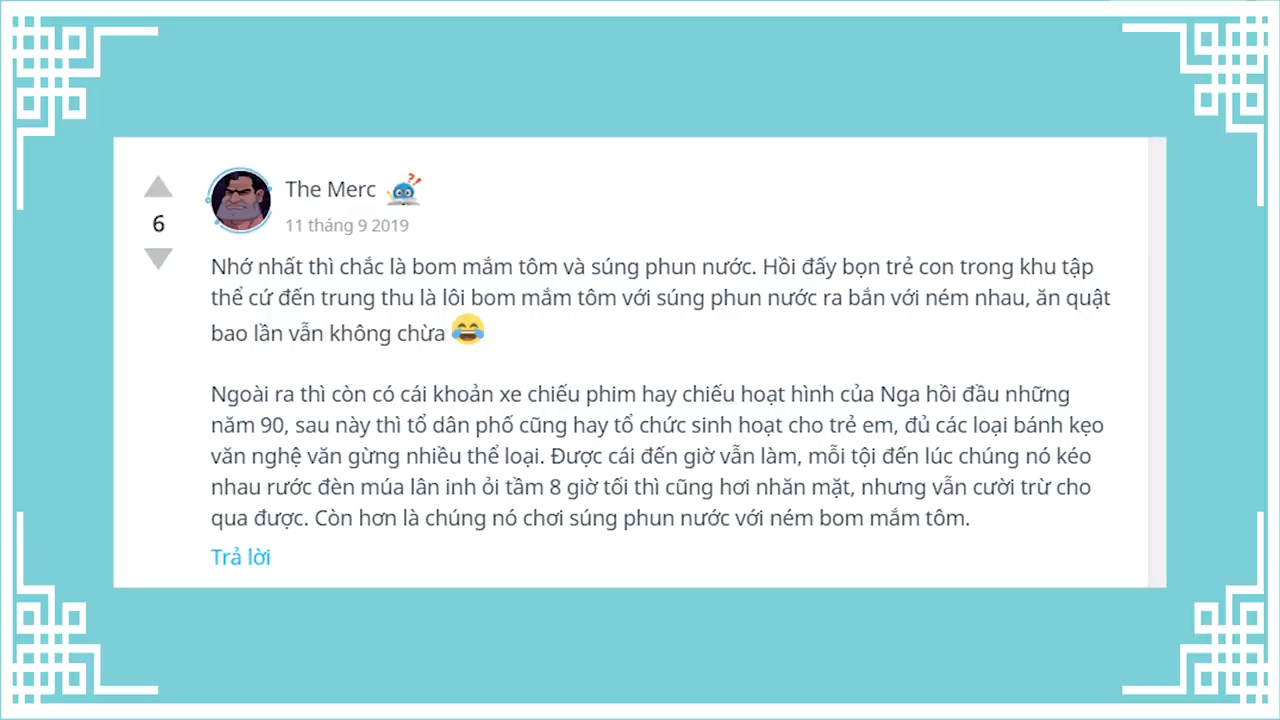 The Merc
6
11 tháng 9 2019
Nhớ nhất thì chắc là bom mắm tôm và súng phun nước. Hồi đấy bọn trẻ con trong khu tập
thể cứ đến trung thu là lôi bom mắm tôm với súng phun nước ra bắn với ném nhau, ăn quật
bao lần vẫn không chừa 😂
Ngoài ra thì còn có cái khoản xe chiếu phim hay chiếu hoạt hình của Nga hồi đầu những
năm 90, sau này thì tổ dân phố cũng hay tổ chức sinh hoạt cho trẻ em, đủ các loại bánh kẹo
văn nghệ văn gừng nhiều thể loại. Được cái đến giờ vẫn làm, mỗi tội đến lúc chúng nó kéo
nhau rước đèn múa lân inh ỏi tầm 8 giờ tối thì cũng hơi nhăn mặt, nhưng vẫn cười trừ cho
qua được. Còn hơn là chúng nó chơi súng phun nước với ném bom mắm tôm.
Trả lời